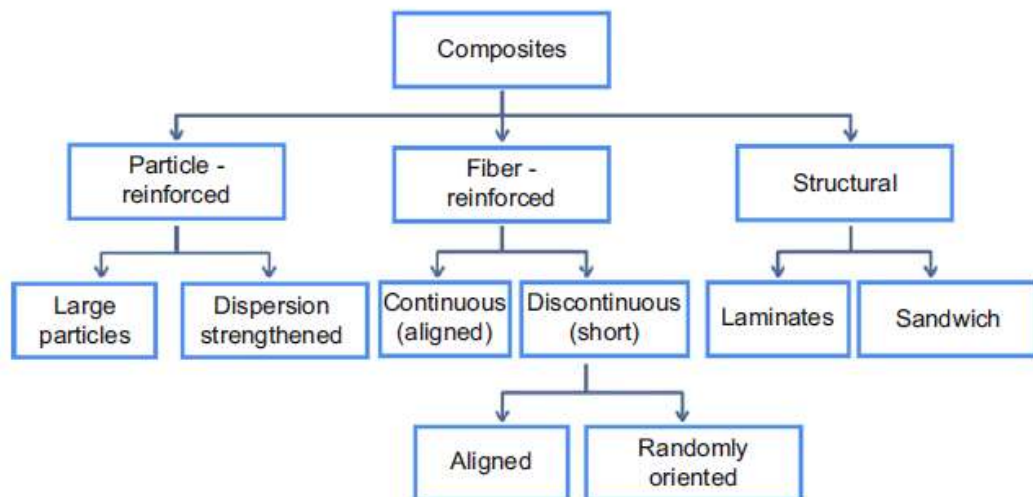 Composites
Particle -
reinforced
Fiber -
reinforced
Structural
Large
particles
Dispersion
strengthened
Continuous
(aligned)
Discontinuous
(short)
Laminates
Sandwich
Aligned
Randomly
oriented